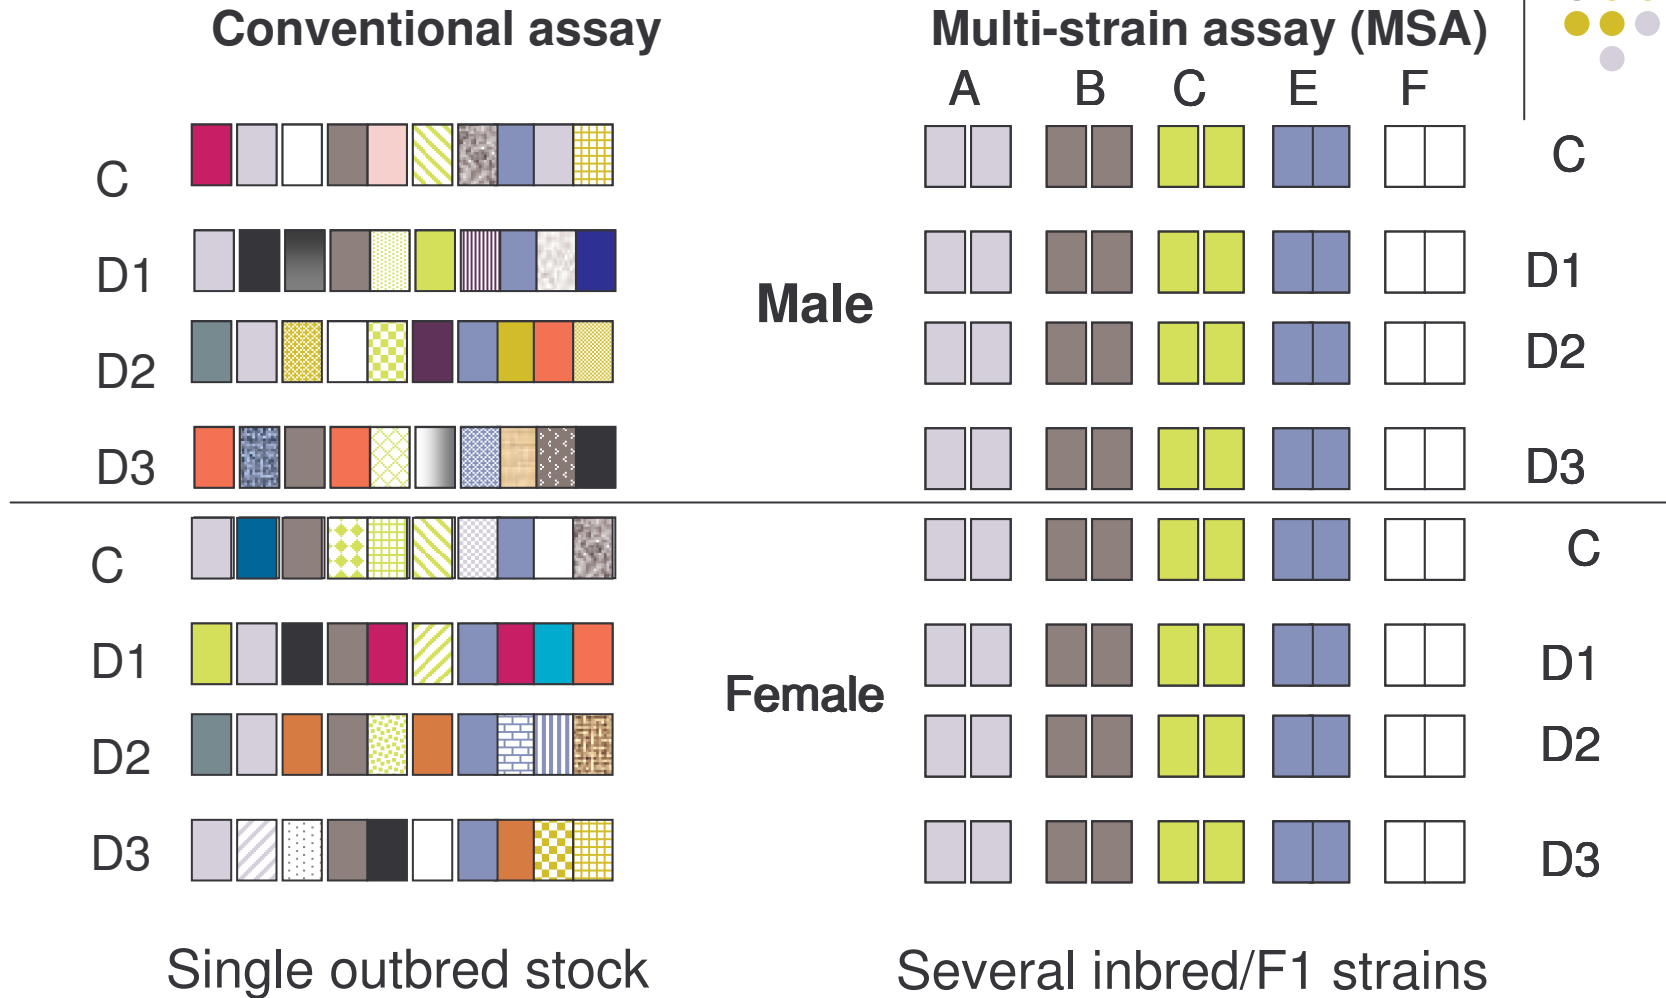 Conventional assay
Multi-strain assay (MSA)
A B C E F
C
C
D1
D1
Male
D2
D2
D3
D3
C
C
D1
D1
Female
D2
D2
D3
D3
Single outbred stock
Several inbred/F1 strains